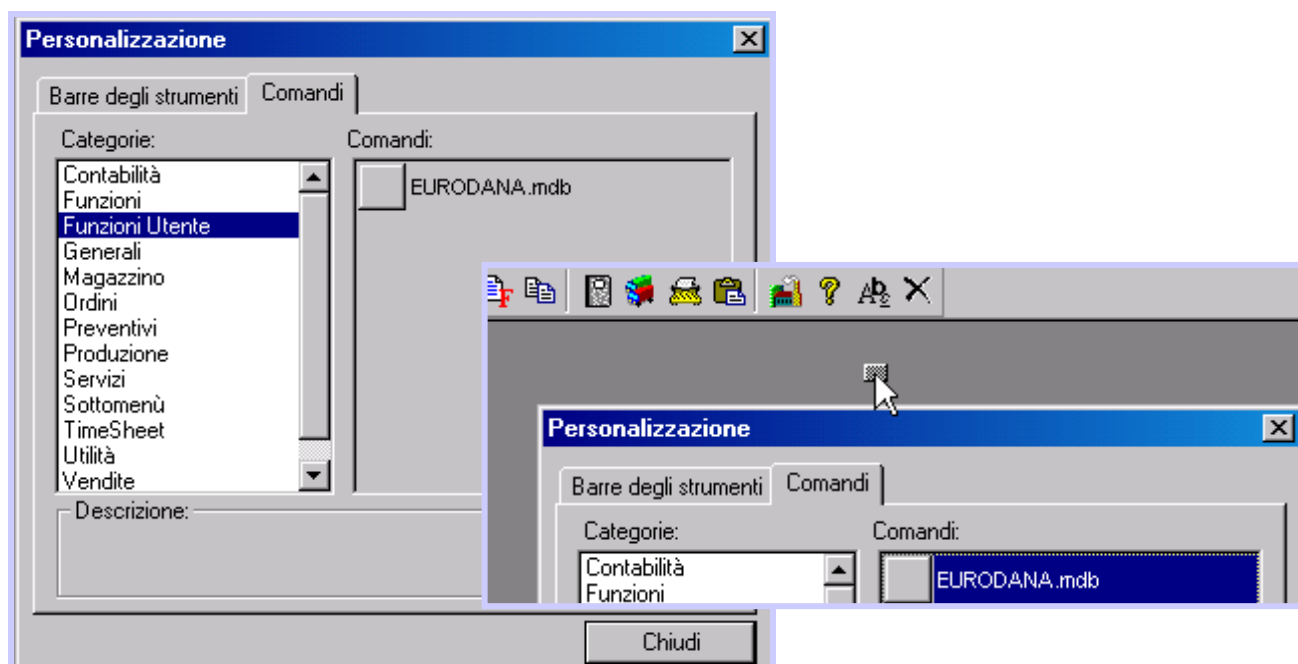 Personalizzazione
Barre degli strumenti Comandi
Categorie: Comandi:
Contabilità
Funzioni
Funzioni Utente
Generali
Magazzino
Ordini
Preventivi
Produzione
Servizi
Sottomenù
TimeSheet
Utilità
Vendite
EURODANA.mdb
Descrizione:
Chiudi
Personalizzazione
Barre degli strumenti Comandi
Categorie: Comandi:
Contabilità
Funzioni
EURODANA.mdb